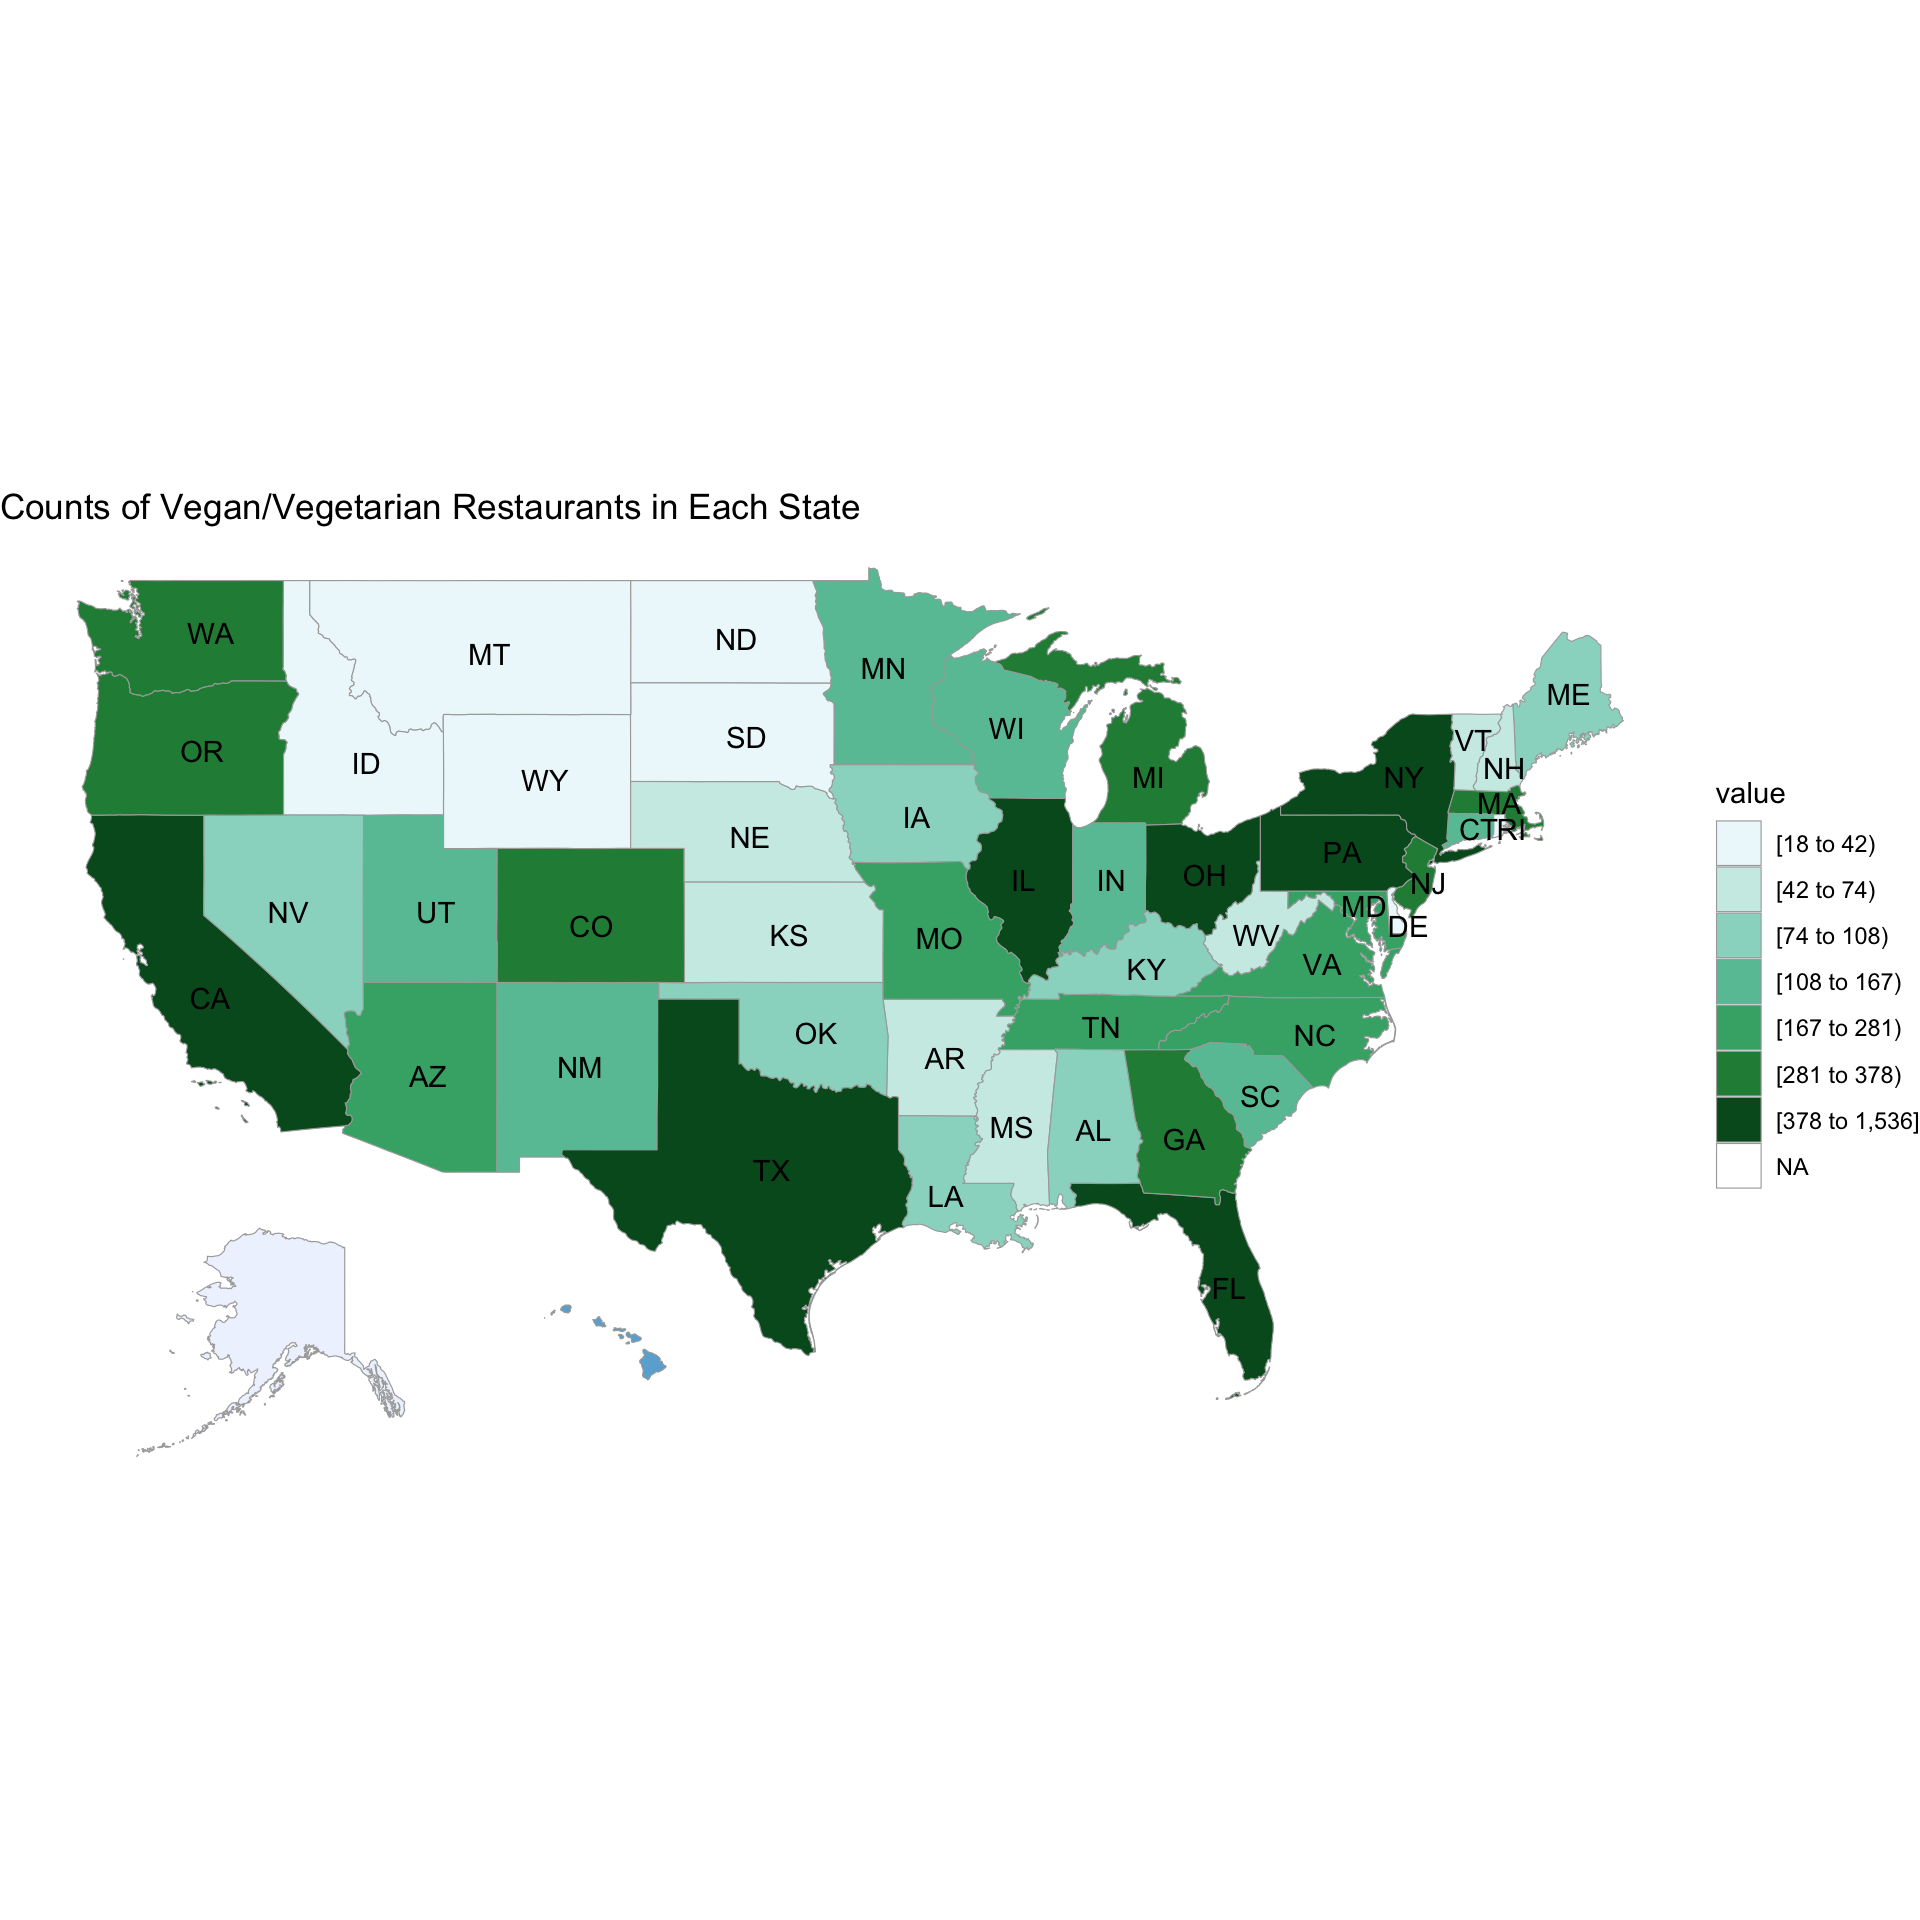 Counts of Vegan/Vegetarian Restaurants in Each State
WA
MT
ND
MN
OR
ID
WY
SD
WI
MI
ME
VT
NH
NY
MA
CT
RI
NE
IA
PA
NJ
NV
UT
CO
KS
MO
IL
IN
OH
MD
DE
WV
VA
KY
CA
AZ
NM
OK
AR
TN
NC
SC
TX
LA
MS
AL
GA
FL
value
[18 to 42)
[42 to 74)
[74 to 108)
[108 to 167)
[167 to 281)
[281 to 378)
[378 to 1,536]
NA